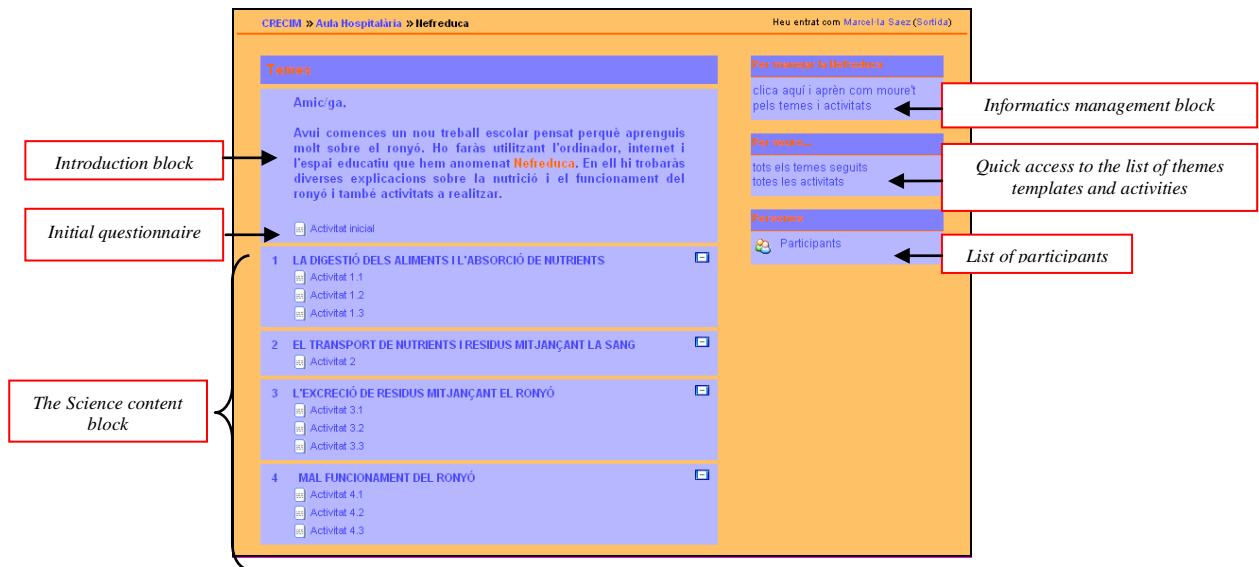 CRECIM » Aula Hospitalària » Nefreduca
Heu entrat com Marcel·la Saez (Sortida)
Temes
Amic/ga,
Avui comences un nou treball escolar pensat perquè aprenguis
molt sobre el ronyó. Ho faràs utilitzant l'ordinador, internet i
l'espai educatiu que hem anomenat Nefreduca. En ell hi trobaràs
diverses explicacions sobre la nutrició i el funcionament del
ronyó i també activitats a realitzar.
Activitat inicial
1 LA DIGESTIÓ DELS ALIMENTS I L'ABSORCIÓ DE NUTRIENTS
Activitat 1.1
Activitat 1.2
Activitat 1.3
2 EL TRANSPORT DE NUTRIENTS I RESIDUS MITJANÇANT LA SANG
Activitat 2
3 L'EXCRECIÓ DE RESIDUS MITJANÇANT EL RONYÓ
Activitat 3.1
Activitat 3.2
Activitat 3.3
4 MAL FUNCIONAMENT DEL RONYÓ
Activitat 4.1
Activitat 4.2
Activitat 4.3
Per manejar la Nefreduca
clica aquí i aprèn com moure't
pels temes i activitats
tots els temes seguits
totes les activitats
Persones
Participants
Introduction block
Initial questionnaire
The Science content
block
Informatics management block
Quick access to the list of themes
templates and activities
List of participants